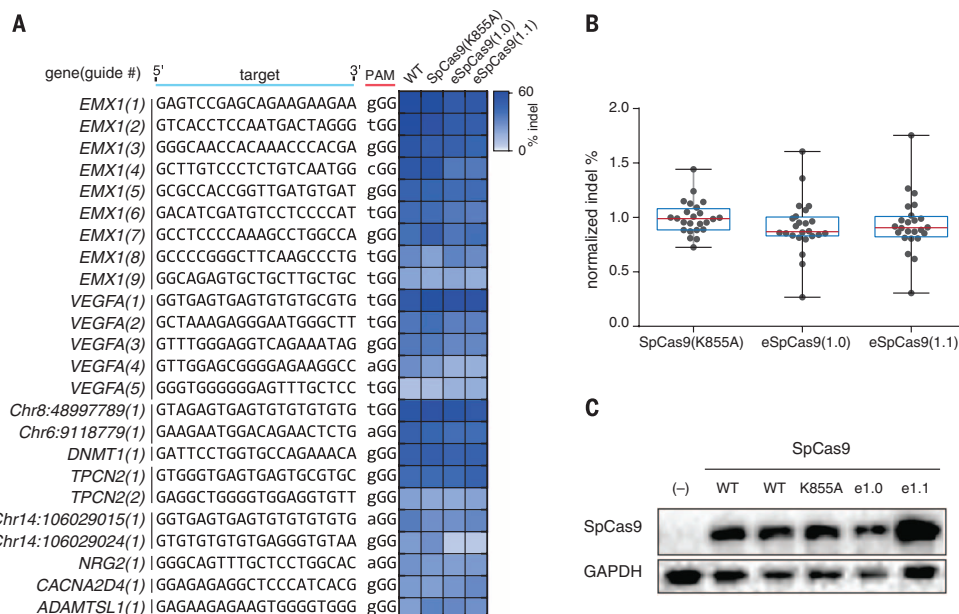 A
gene(guide #) 5' target 3' PAM WT SpCas9(K855A) eSpCas9(1.0) eSpCas9(1.1)
EMX1(1) GAGTCCGAGCAGAAGAAGAA gGG
EMX1(2) GTCACCTCCAATGACTAGGG tGG
EMX1(3) GGGCAACCACAAACCCACGA gGG
EMX1(4) GCTTGTCCCTCTGTCAATGG cGG
EMX1(5) GCGCCACCGGTTGATGTGAT gGG
EMX1(6) GACATCGATGTCCTCCCCAT tGG
EMX1(7) GCCTCCCCAAAGCCTGGCCA gGG
EMX1(8) GCCCCGGGCTTCAAGCCCTG tGG
EMX1(9) GGCAGAGTGCTGCTTGCTGC tGG
VEGFA(1) GGTGAGTGAGTGTGTGCGTG tGG
VEGFA(2) GCTAAAGAGGGAATGGGCTT tGG
VEGFA(3) GTTTGGGAGGTCAGAAATAG gGG
VEGFA(4) GTTGGAGCGGGGAGAAGGCC aGG
VEGFA(5) GGGTGGGGGGAGTTTGCTCC tGG
Chr8:48997789(1) GTAGAGTGAGTGTGTGTGTG tGG
Chr6:9118779(1) GAAGAATGGACAGAACTCTG aGG
DNMT1(1) GATTCCTGGTGCCAGAAACA gGG
TPCN2(1) GTGGGTGAGTGAGTGCGTGC gGG
TPCN2(2) GAGGCTGGGGTGGAGGTGTT gGG
Chr14:106029015(1) GGTGAGTGAGTGTGTGTGTG aGG
Chr14:106029024(1) GTGTGTGTGTGAGGGTGTAA gGG
NRG2(1) GGGCAGTTTGCTCCTGGCAC aGG
CACNA2D4(1) GGAGAGAGGCTCCCATCACG gGG
ADAMTSL1(1) GAGAAGAGAAGTGGGGTGGG gGG
60
0
% indel
B
normalized indel %
2.0
1.5
1.0
0.5
0.0
SpCas9(K855A) eSpCas9(1.0) eSpCas9(1.1)
C
SpCas9
(–) WT WT K855A e1.0 e1.1
SpCas9
GAPDH